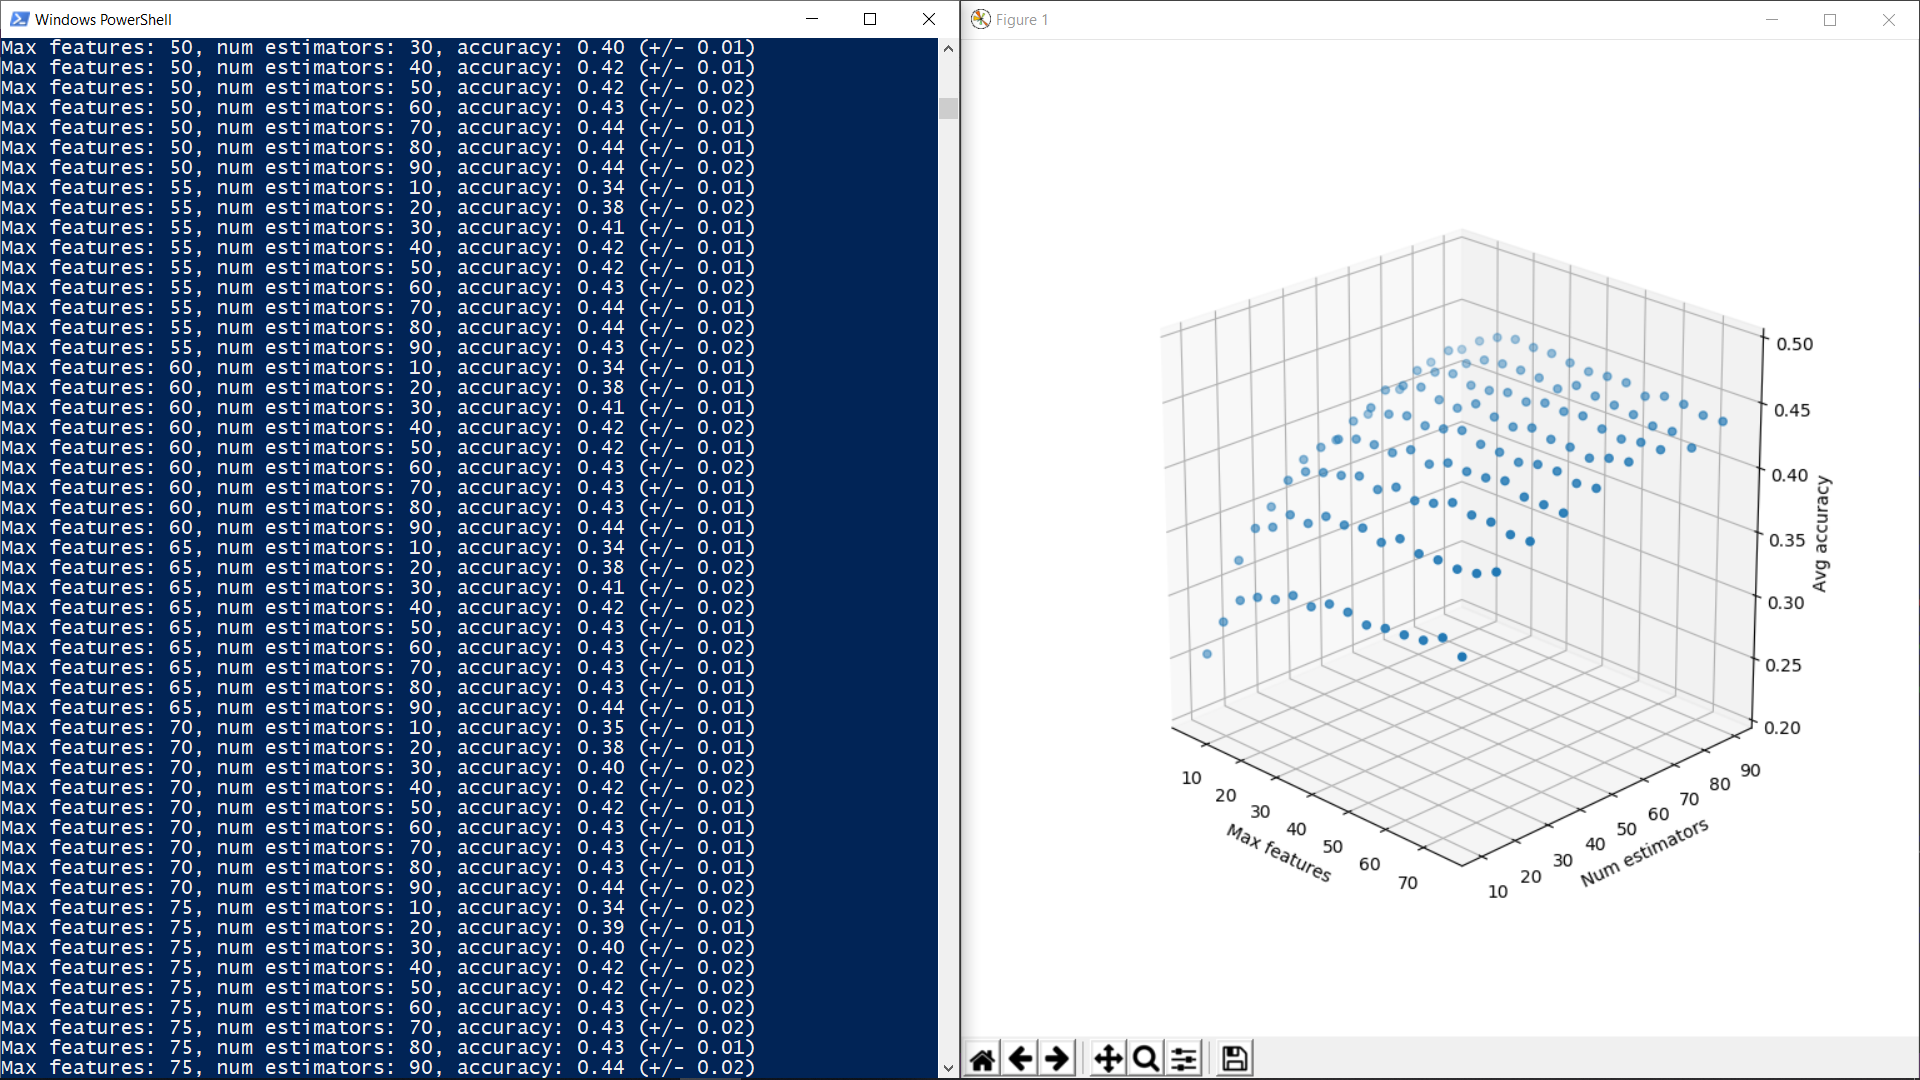 Windows PowerShell
Max features: 50, num estimators: 30, accuracy: 0.40 (+/- 0.01)
Max features: 50, num estimators: 40, accuracy: 0.42 (+/- 0.01)
Max features: 50, num estimators: 50, accuracy: 0.42 (+/- 0.02)
Max features: 50, num estimators: 60, accuracy: 0.43 (+/- 0.02)
Max features: 50, num estimators: 70, accuracy: 0.44 (+/- 0.01)
Max features: 50, num estimators: 80, accuracy: 0.44 (+/- 0.01)
Max features: 50, num estimators: 90, accuracy: 0.44 (+/- 0.02)
Max features: 55, num estimators: 10, accuracy: 0.34 (+/- 0.01)
Max features: 55, num estimators: 20, accuracy: 0.38 (+/- 0.02)
Max features: 55, num estimators: 30, accuracy: 0.41 (+/- 0.01)
Max features: 55, num estimators: 40, accuracy: 0.42 (+/- 0.01)
Max features: 55, num estimators: 50, accuracy: 0.42 (+/- 0.01)
Max features: 55, num estimators: 60, accuracy: 0.43 (+/- 0.02)
Max features: 55, num estimators: 70, accuracy: 0.44 (+/- 0.01)
Max features: 55, num estimators: 80, accuracy: 0.44 (+/- 0.02)
Max features: 55, num estimators: 90, accuracy: 0.43 (+/- 0.02)
Max features: 60, num estimators: 10, accuracy: 0.34 (+/- 0.01)
Max features: 60, num estimators: 20, accuracy: 0.38 (+/- 0.01)
Max features: 60, num estimators: 30, accuracy: 0.41 (+/- 0.01)
Max features: 60, num estimators: 40, accuracy: 0.42 (+/- 0.02)
Max features: 60, num estimators: 50, accuracy: 0.42 (+/- 0.01)
Max features: 60, num estimators: 60, accuracy: 0.43 (+/- 0.02)
Max features: 60, num estimators: 70, accuracy: 0.43 (+/- 0.01)
Max features: 60, num estimators: 80, accuracy: 0.43 (+/- 0.01)
Max features: 60, num estimators: 90, accuracy: 0.44 (+/- 0.01)
Max features: 65, num estimators: 10, accuracy: 0.34 (+/- 0.01)
Max features: 65, num estimators: 20, accuracy: 0.38 (+/- 0.02)
Max features: 65, num estimators: 30, accuracy: 0.41 (+/- 0.02)
Max features: 65, num estimators: 40, accuracy: 0.42 (+/- 0.02)
Max features: 65, num estimators: 50, accuracy: 0.43 (+/- 0.01)
Max features: 65, num estimators: 60, accuracy: 0.43 (+/- 0.02)
Max features: 65, num estimators: 70, accuracy: 0.43 (+/- 0.01)
Max features: 65, num estimators: 80, accuracy: 0.43 (+/- 0.01)
Max features: 65, num estimators: 90, accuracy: 0.44 (+/- 0.01)
Max features: 70, num estimators: 10, accuracy: 0.35 (+/- 0.01)
Max features: 70, num estimators: 20, accuracy: 0.38 (+/- 0.01)
Max features: 70, num estimators: 30, accuracy: 0.40 (+/- 0.02)
Max features: 70, num estimators: 40, accuracy: 0.42 (+/- 0.02)
Max features: 70, num estimators: 50, accuracy: 0.42 (+/- 0.01)
Max features: 70, num estimators: 60, accuracy: 0.43 (+/- 0.01)
Max features: 70, num estimators: 70, accuracy: 0.43 (+/- 0.01)
Max features: 70, num estimators: 80, accuracy: 0.43 (+/- 0.01)
Max features: 70, num estimators: 90, accuracy: 0.44 (+/- 0.02)
Max features: 75, num estimators: 10, accuracy: 0.34 (+/- 0.02)
Max features: 75, num estimators: 20, accuracy: 0.39 (+/- 0.01)
Max features: 75, num estimators: 30, accuracy: 0.40 (+/- 0.02)
Max features: 75, num estimators: 40, accuracy: 0.42 (+/- 0.02)
Max features: 75, num estimators: 50, accuracy: 0.42 (+/- 0.02)
Max features: 75, num estimators: 60, accuracy: 0.43 (+/- 0.02)
Max features: 75, num estimators: 70, accuracy: 0.43 (+/- 0.02)
Max features: 75, num estimators: 80, accuracy: 0.43 (+/- 0.01)
Max features: 75, num estimators: 90, accuracy: 0.44 (+/- 0.02)
Figure 1
0.50
0.45
0.40
0.35
0.30
0.25
0.20
Avg accuracy
10
20
30
40
50
60
70
Max features
10
20
30
40
50
60
70
80
90
Num estimators